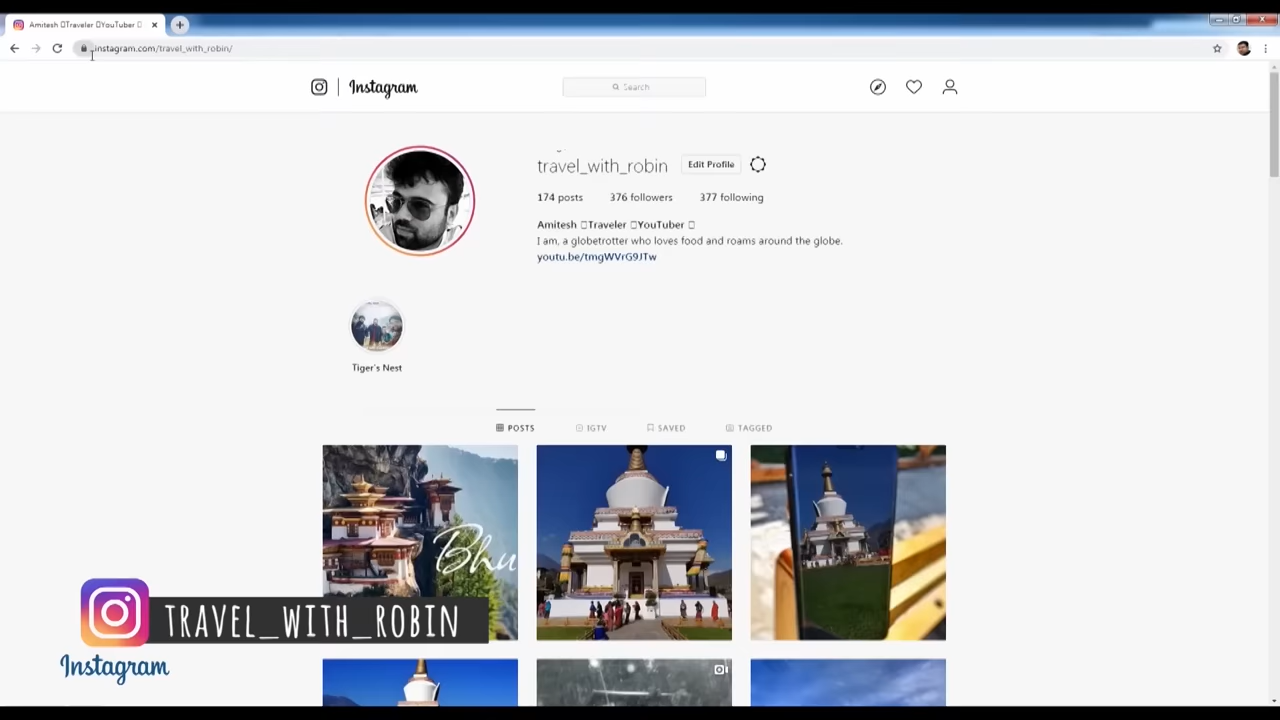 Amitesh □Traveler □YouTuber □
instagram.com/travel_with_robin/
Instagram
Search
travel_with_robin
Edit Profile
174 posts 376 followers 377 following
Amitesh □Traveler □YouTuber □
I am, a globetrotter who loves food and roams around the globe.
youtu.be/tmgWVrG9JTw
Tiger's Nest
POSTS IGTV SAVED TAGGED
Bhu
TRAVEL_WITH_ROBIN
Instagram